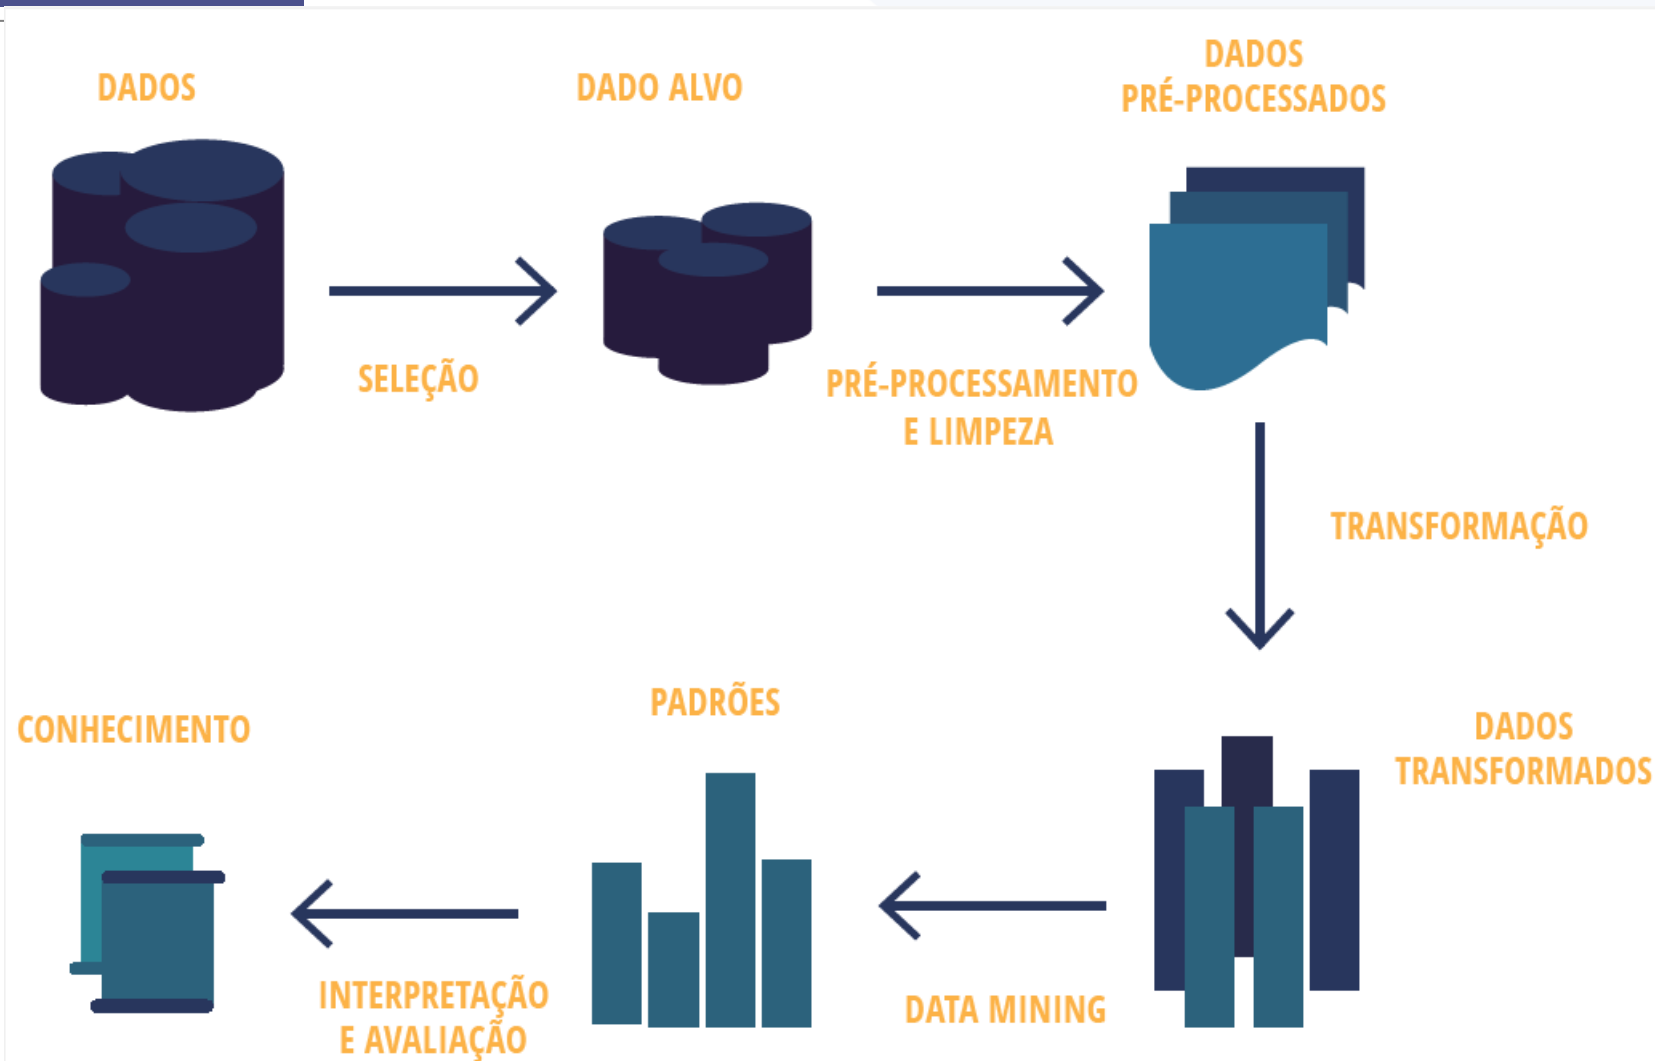 DADOS
DADO ALVO
DADOS
PRÉ-PROCESSADOS
SELEÇÃO
PRÉ-PROCESSAMENTO
E LIMPEZA
TRANSFORMAÇÃO
DADOS
TRANSFORMADOS
PADRÕES
CONHECIMENTO
DATA MINING
INTERPRETAÇÃO
E AVALIAÇÃO